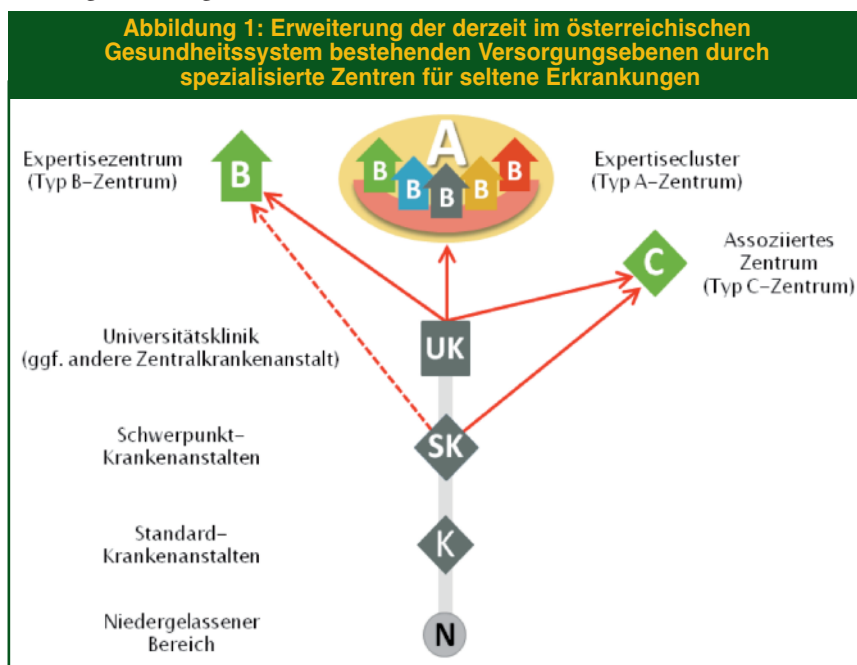 Abbildung 1: Erweiterung der derzeit im österreichischen
Gesundheitssystem bestehenden Versorgungsebenen durch
spezialisierte Zentren für seltene Erkrankungen
Expertisezentrum
(Typ B–Zentrum)
B
A
B
B
B
B
B
Expertisecluster
(Typ A–Zentrum)
C
Assoziiertes
Zentrum
(Typ C–Zentrum)
Universitätsklinik
(ggf. andere Zentralkrankenanstalt)
UK
Schwerpunkt–
Krankenanstalten
SK
Standard–
Krankenanstalten
K
Niedergelassener
Bereich
N